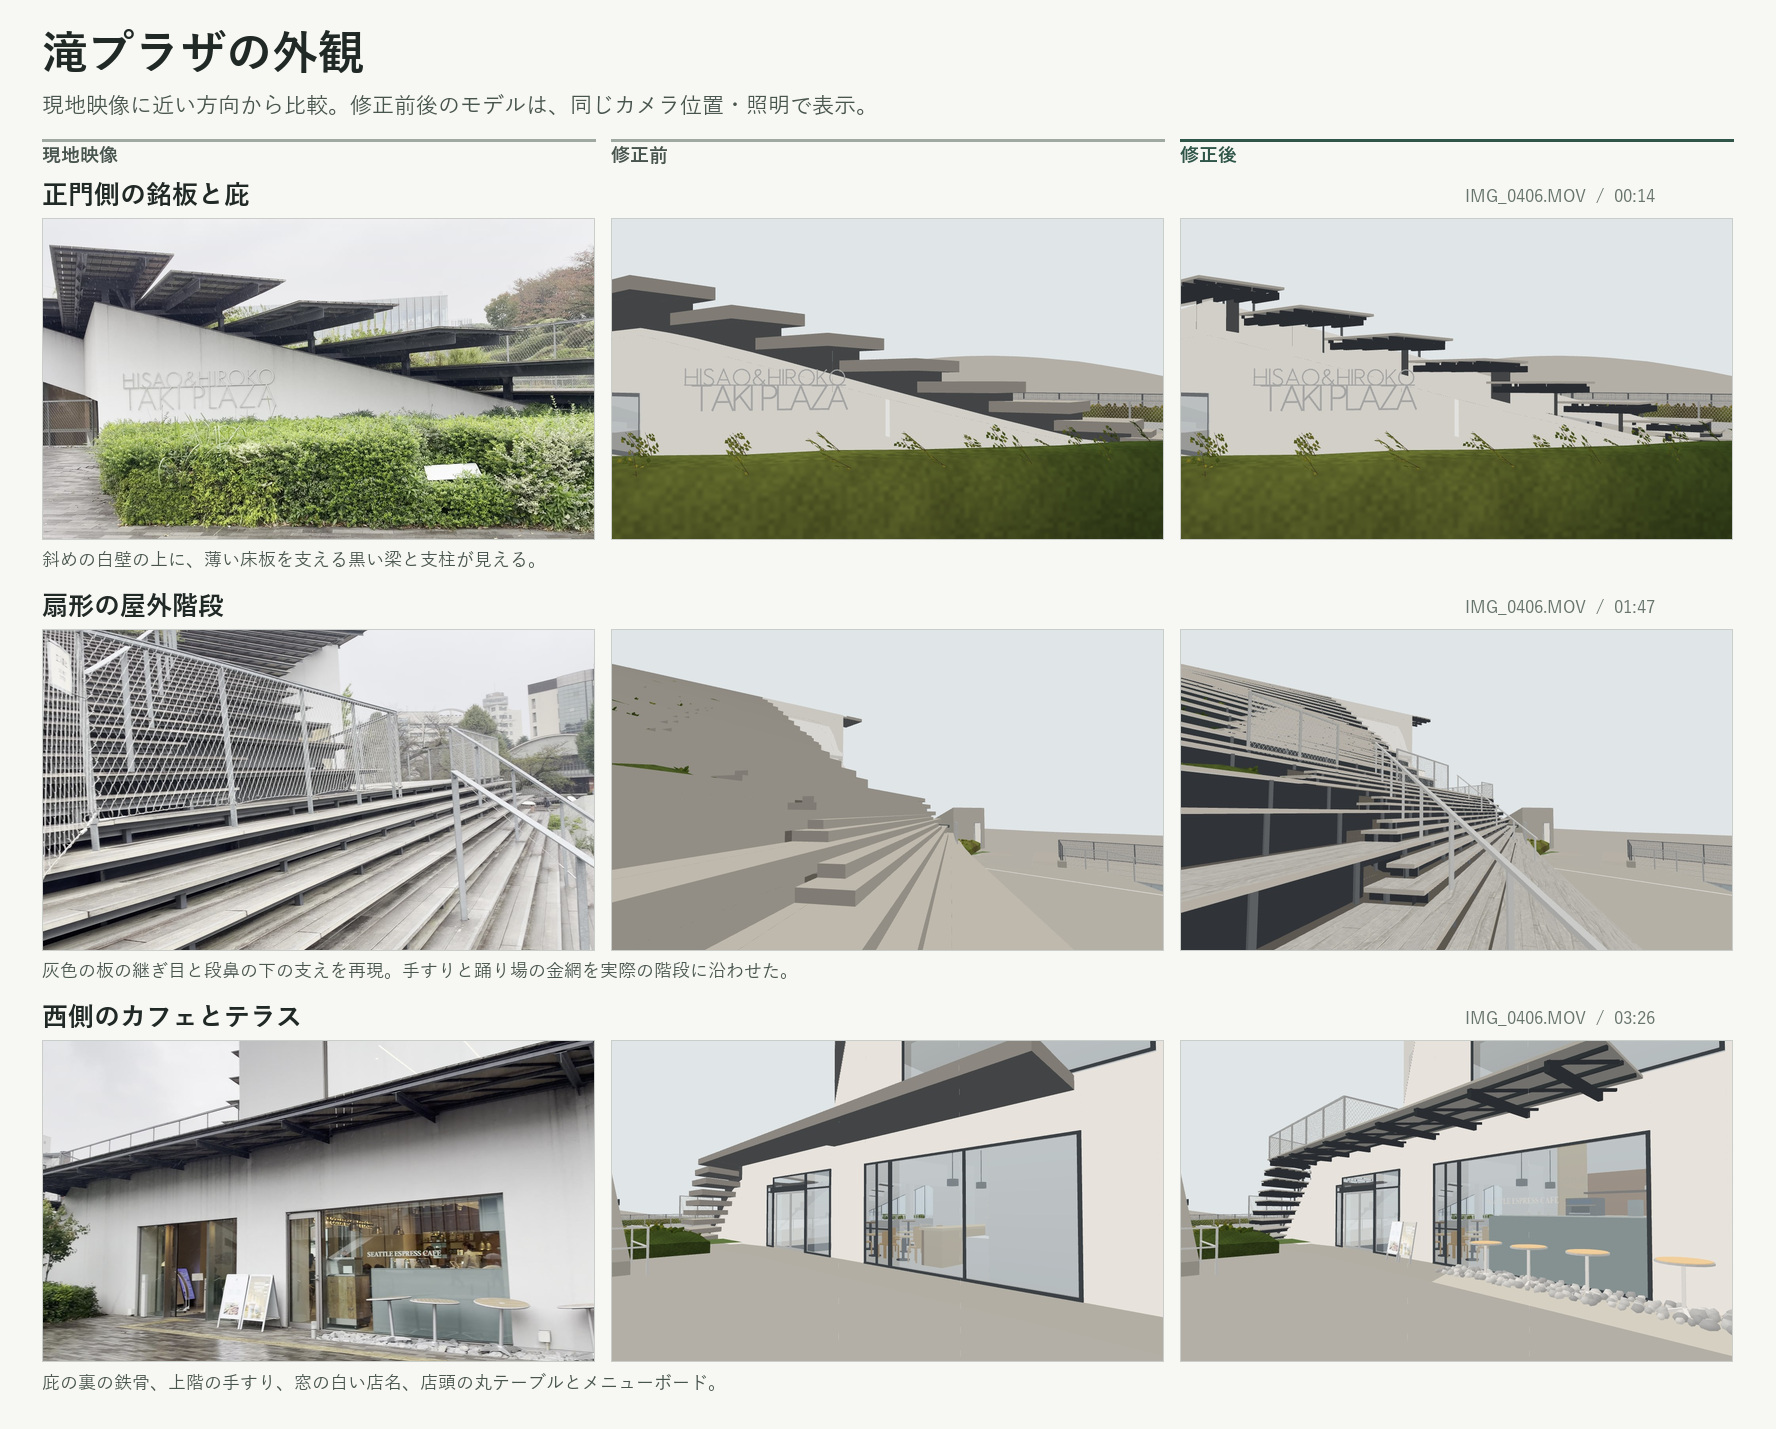 滝プラザの外観
現地映像に近い方向から比較。修正前後のモデルは、同じカメラ位置・照明で表示。
現地映像
修正前
修正後
正門側の銘板と庇
IMG_0406.MOV / 00:14
HISAO&HIROKO
TAKI PLAZA
HISAO&HIROKO
TAKI PLAZA
HISAO&HIROKO
TAKI PLAZA
斜めの白壁の上に、薄い床板を支える黒い梁と支柱が見える。
扇形の屋外階段
IMG_0406.MOV / 01:47
灰色の板の継ぎ目と段鼻の下の支えを再現。手すりと踊り場の金網を実際の階段に沿わせた。
西側のカフェとテラス
IMG_0406.MOV / 03:26
SEATTLE ESPRESS CAFE
庇の裏の鉄骨、上階の手すり、窓の白い店名、店頭の丸テーブルとメニューボード。